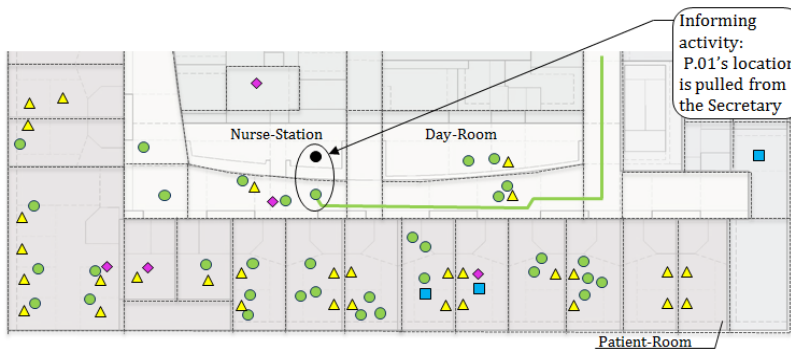 Informing
activity:
P.01's location
is pulled from
the Secretary
Nurse-Station
Day-Room
Patient-Room